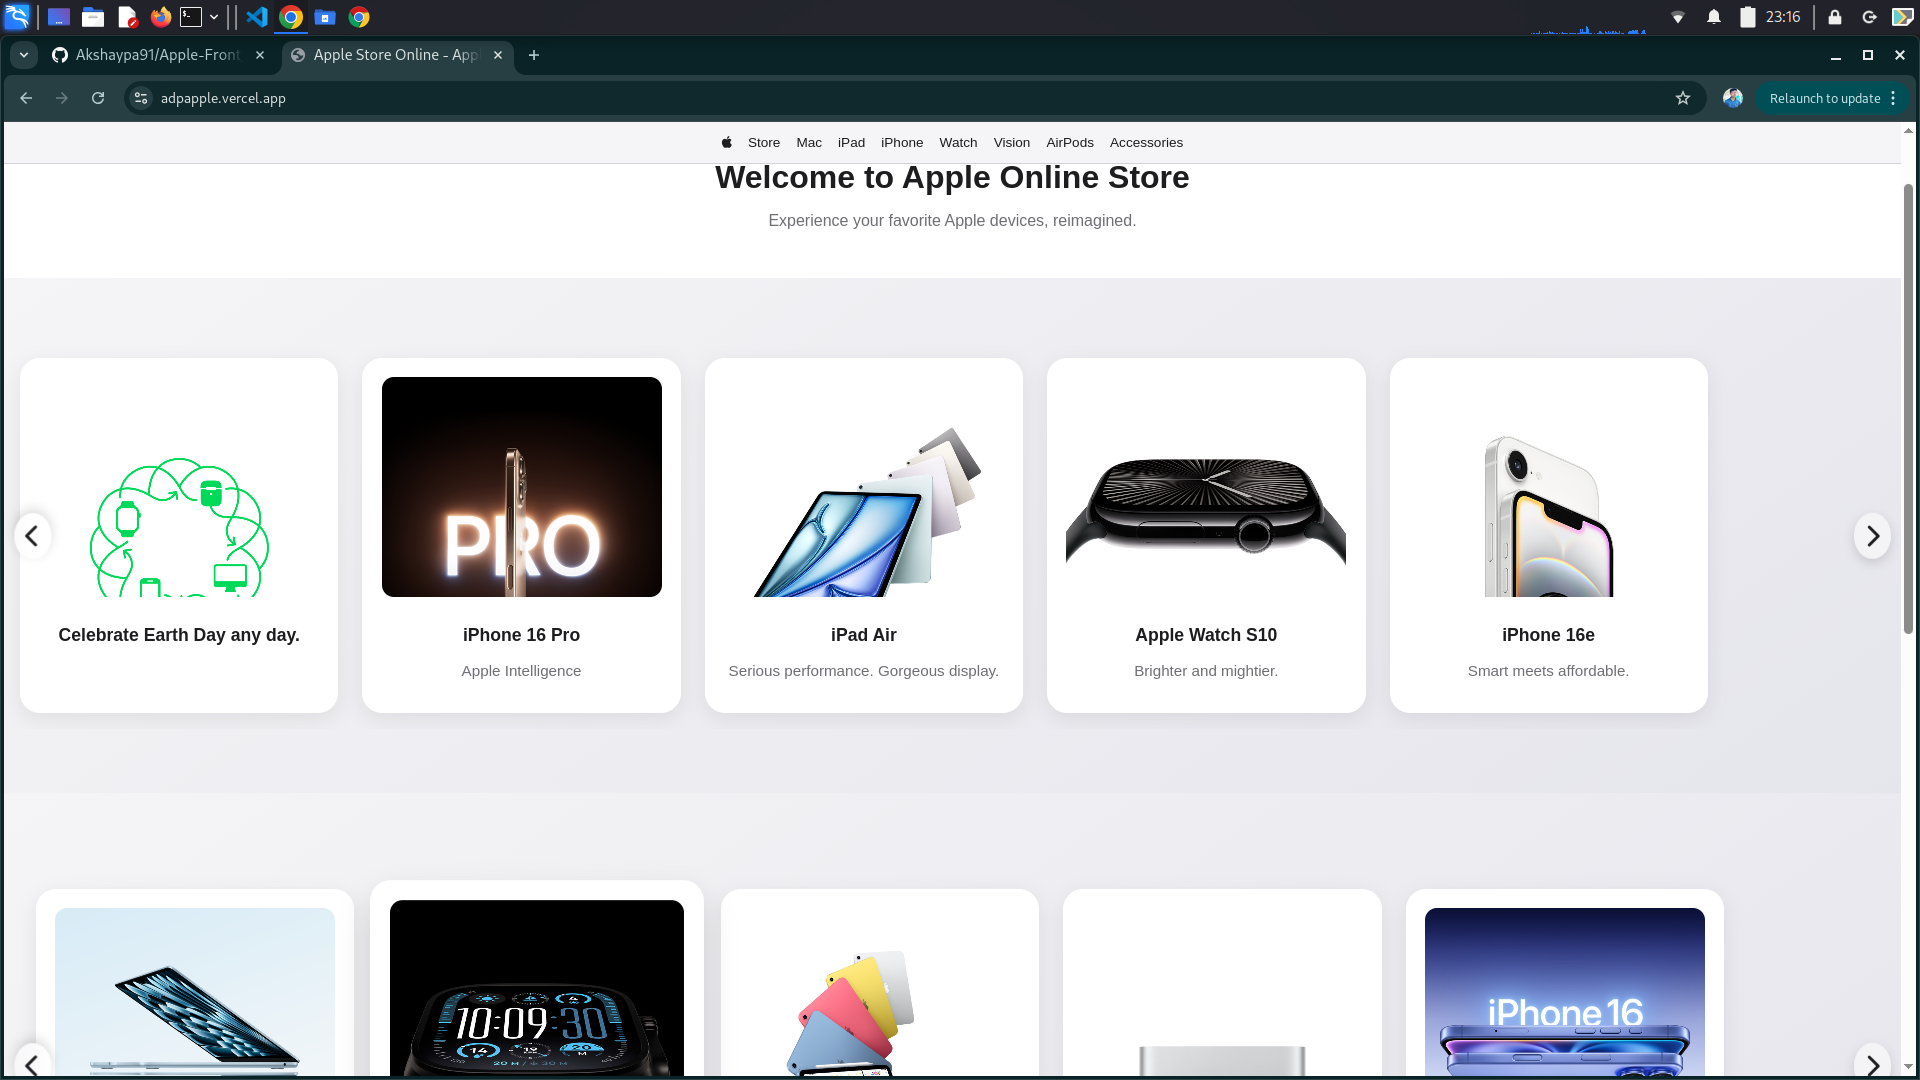 23:16
Akshaypa91/Apple-Front
Apple Store Online - App
adpapple.vercel.app
Relaunch to update
Store Mac iPad iPhone Watch Vision AirPods Accessories
Welcome to Apple Online Store
Experience your favorite Apple devices, reimagined.
PRO
Celebrate Earth Day any day.
iPhone 16 Pro
iPad Air
Apple Watch S10
iPhone 16e
Apple Intelligence
Serious performance. Gorgeous display.
Brighter and mightier.
Smart meets affordable.
10:09:30
20 M / 30 M
iPhone 16